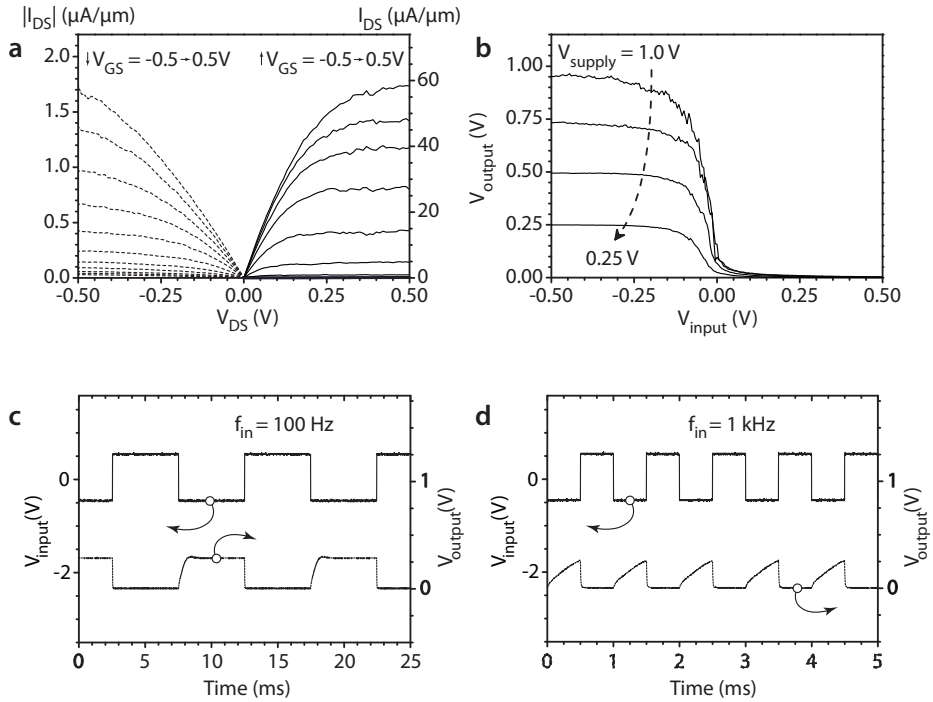 |I_DS| (µA/µm)
I_DS (µA/µm)
a
↓V_GS = -0.5→0.5V
↑V_GS = -0.5→0.5V
2.0
1.5
1.0
0.5
0.0
60
40
20
0
-0.50
-0.25
0.00
0.25
0.50
V_DS (V)
b
V_supply = 1.0 V
0.25 V
1.00
0.75
0.50
0.25
0.00
V_output (V)
-0.50
-0.25
0.00
0.25
0.50
V_input (V)
c
f_in = 100 Hz
0
-2
V_input(V)
1
0
V_output(V)
0
5
10
15
20
25
Time (ms)
d
f_in = 1 kHz
0
-2
V_input(V)
1
0
V_output(V)
0
1
2
3
4
5
Time (ms)